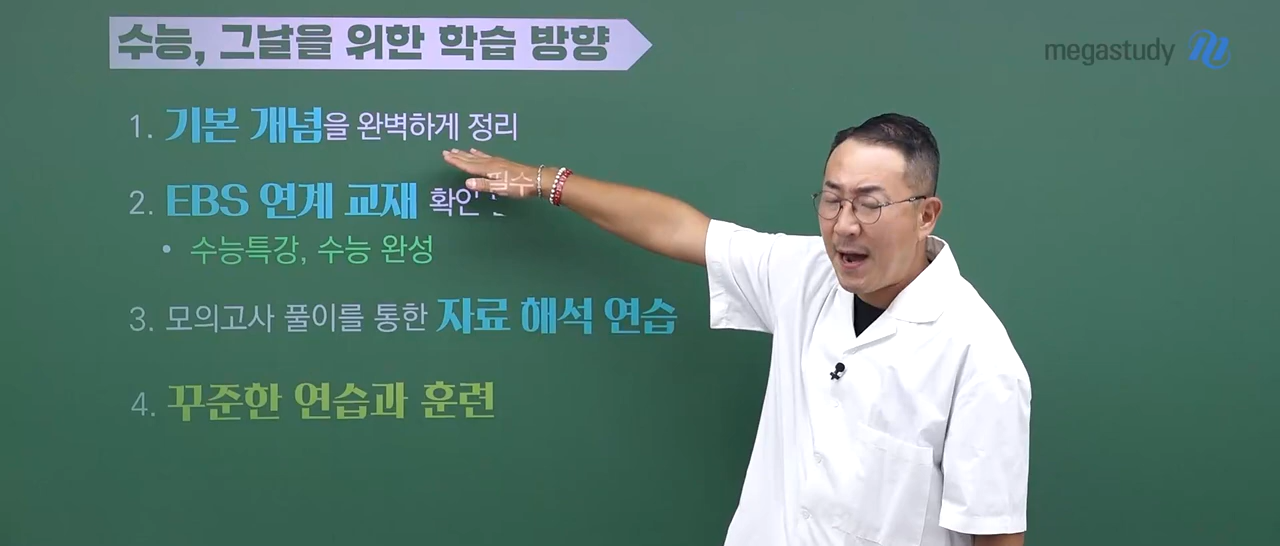 수능, 그날을 위한 학습 방향
megastudy
1. 기본 개념을 완벽하게 정리
2. EBS 연계 교재 확인 필수
• 수능특강, 수능 완성
3. 모의고사 풀이를 통한 자료 해석 연습
4. 꾸준한 연습과 훈련